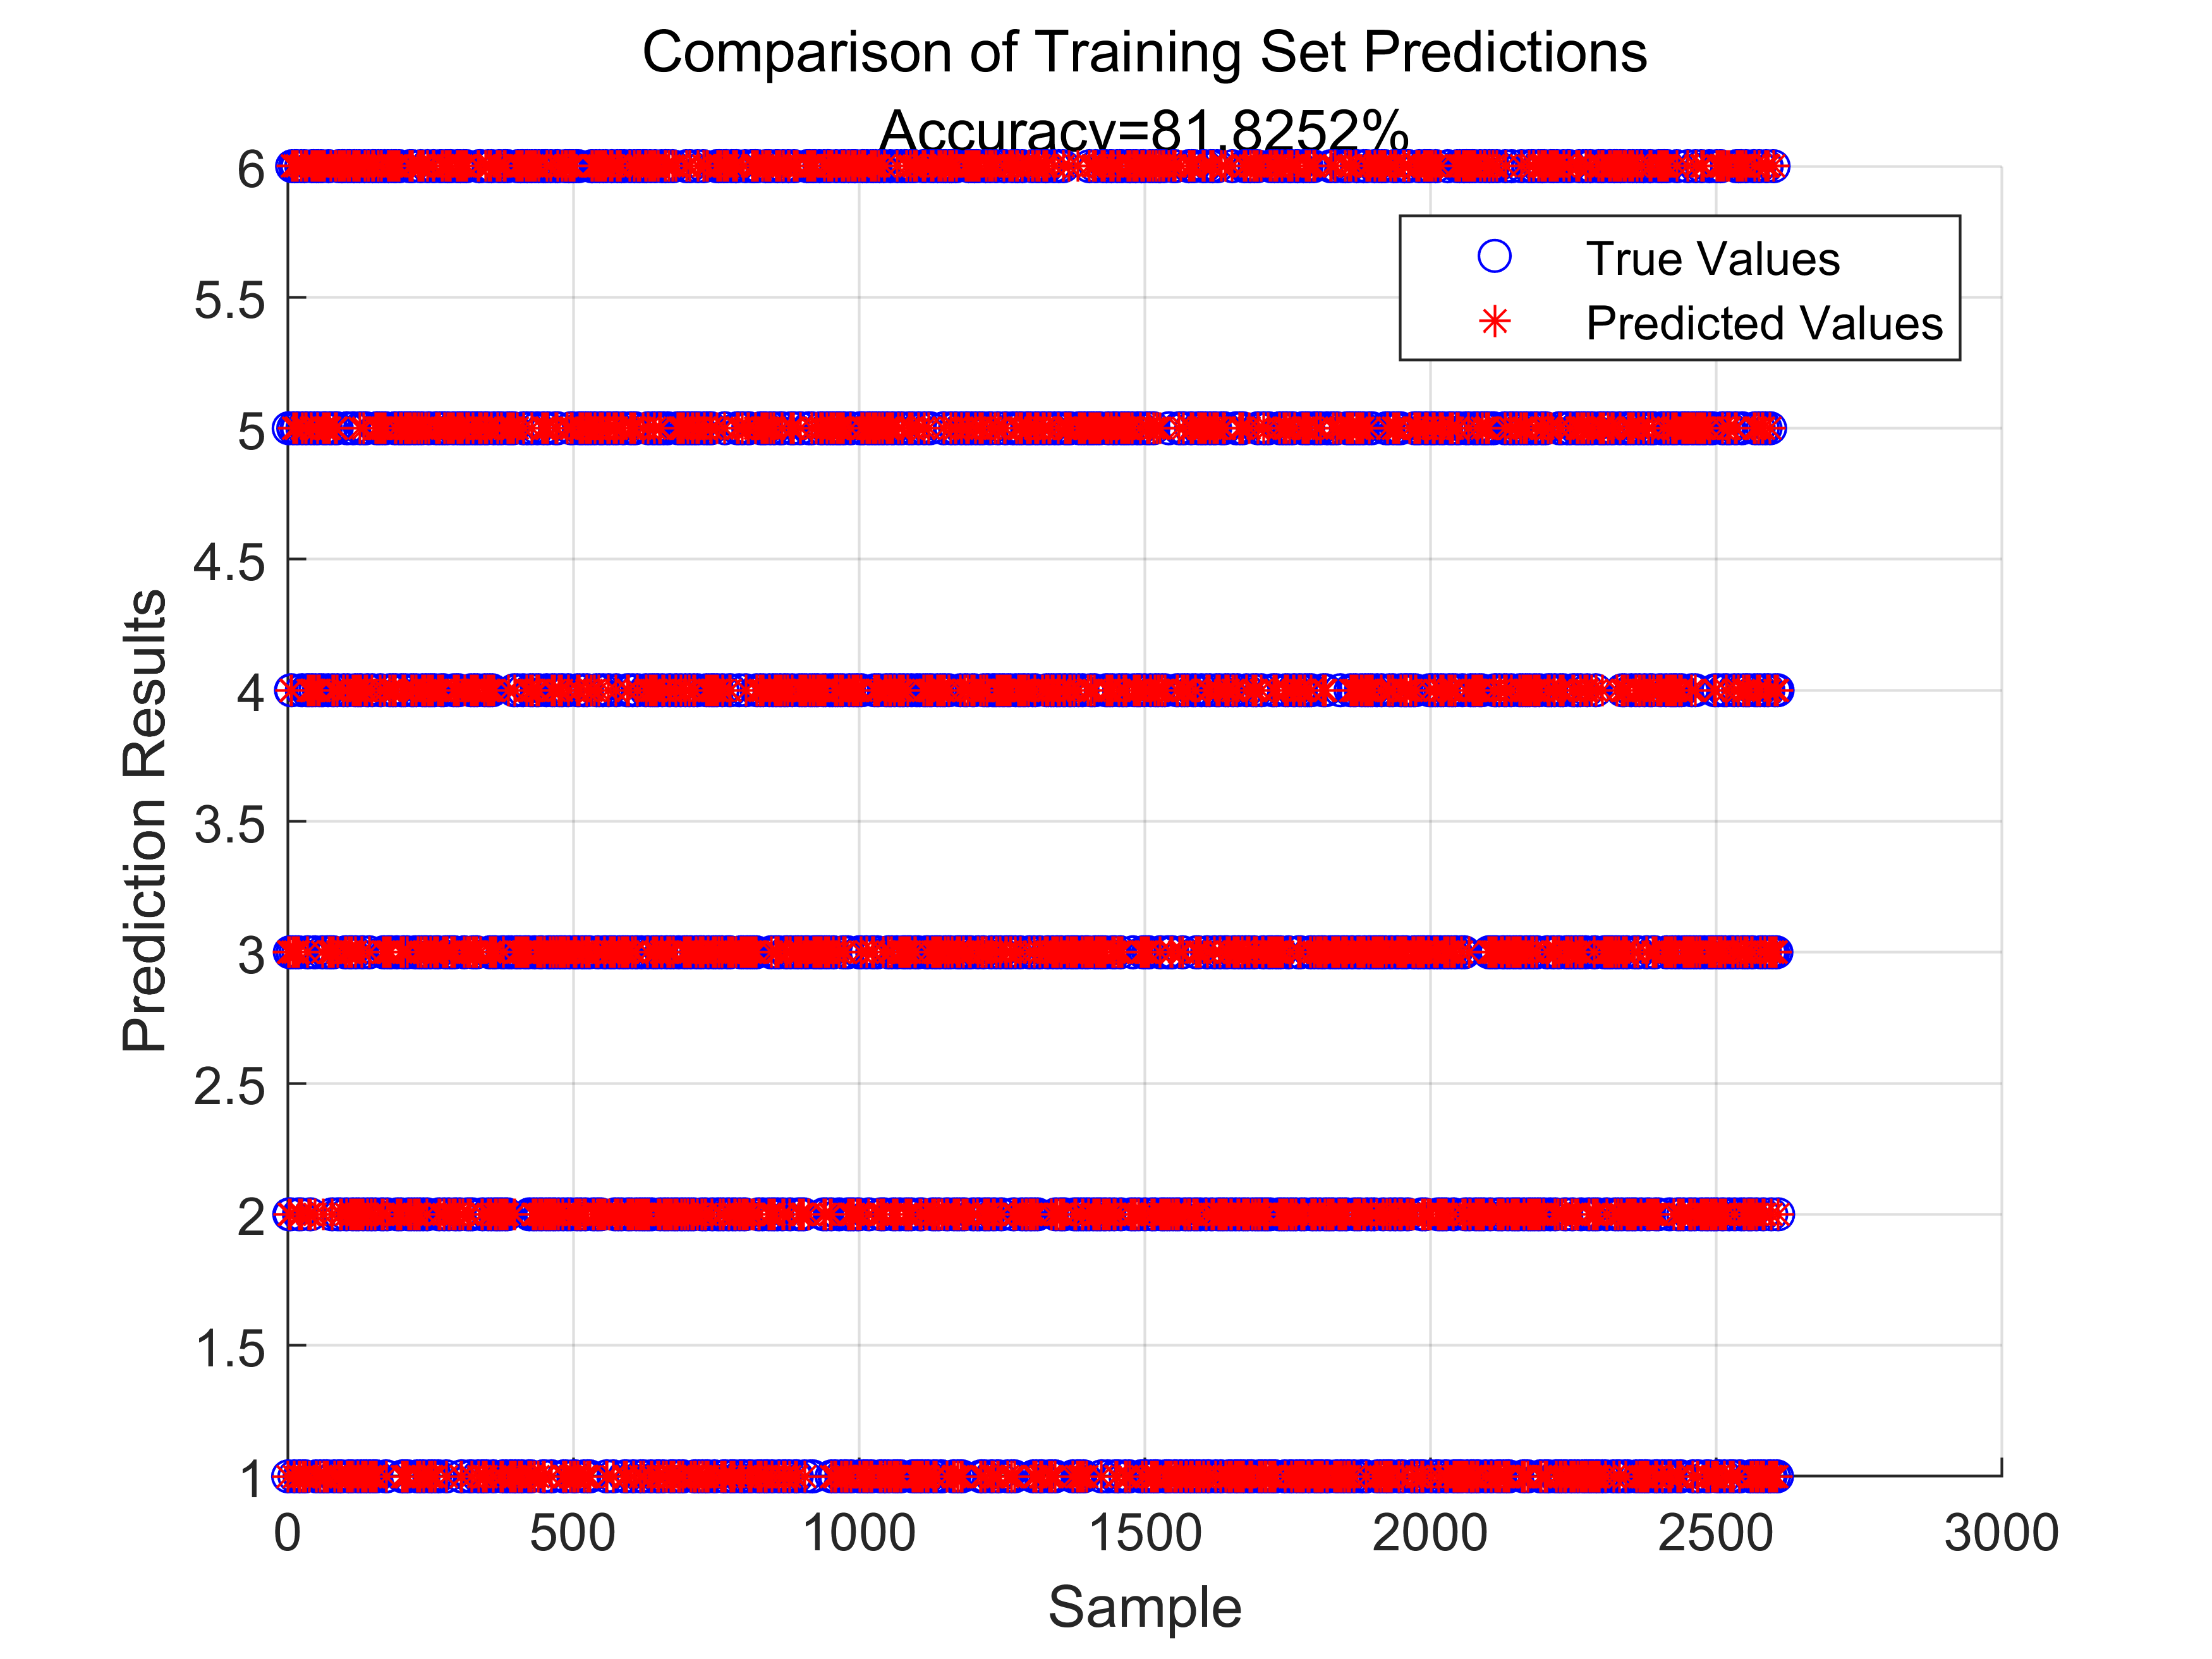 Comparison of Training Set Predictions
Accuracy=81.8252%
6
5.5
5
4.5
4
3.5
3
2.5
2
1.5
1
True Values
Predicted Values
Prediction Results
0 500 1000 1500 2000 2500 3000
Sample